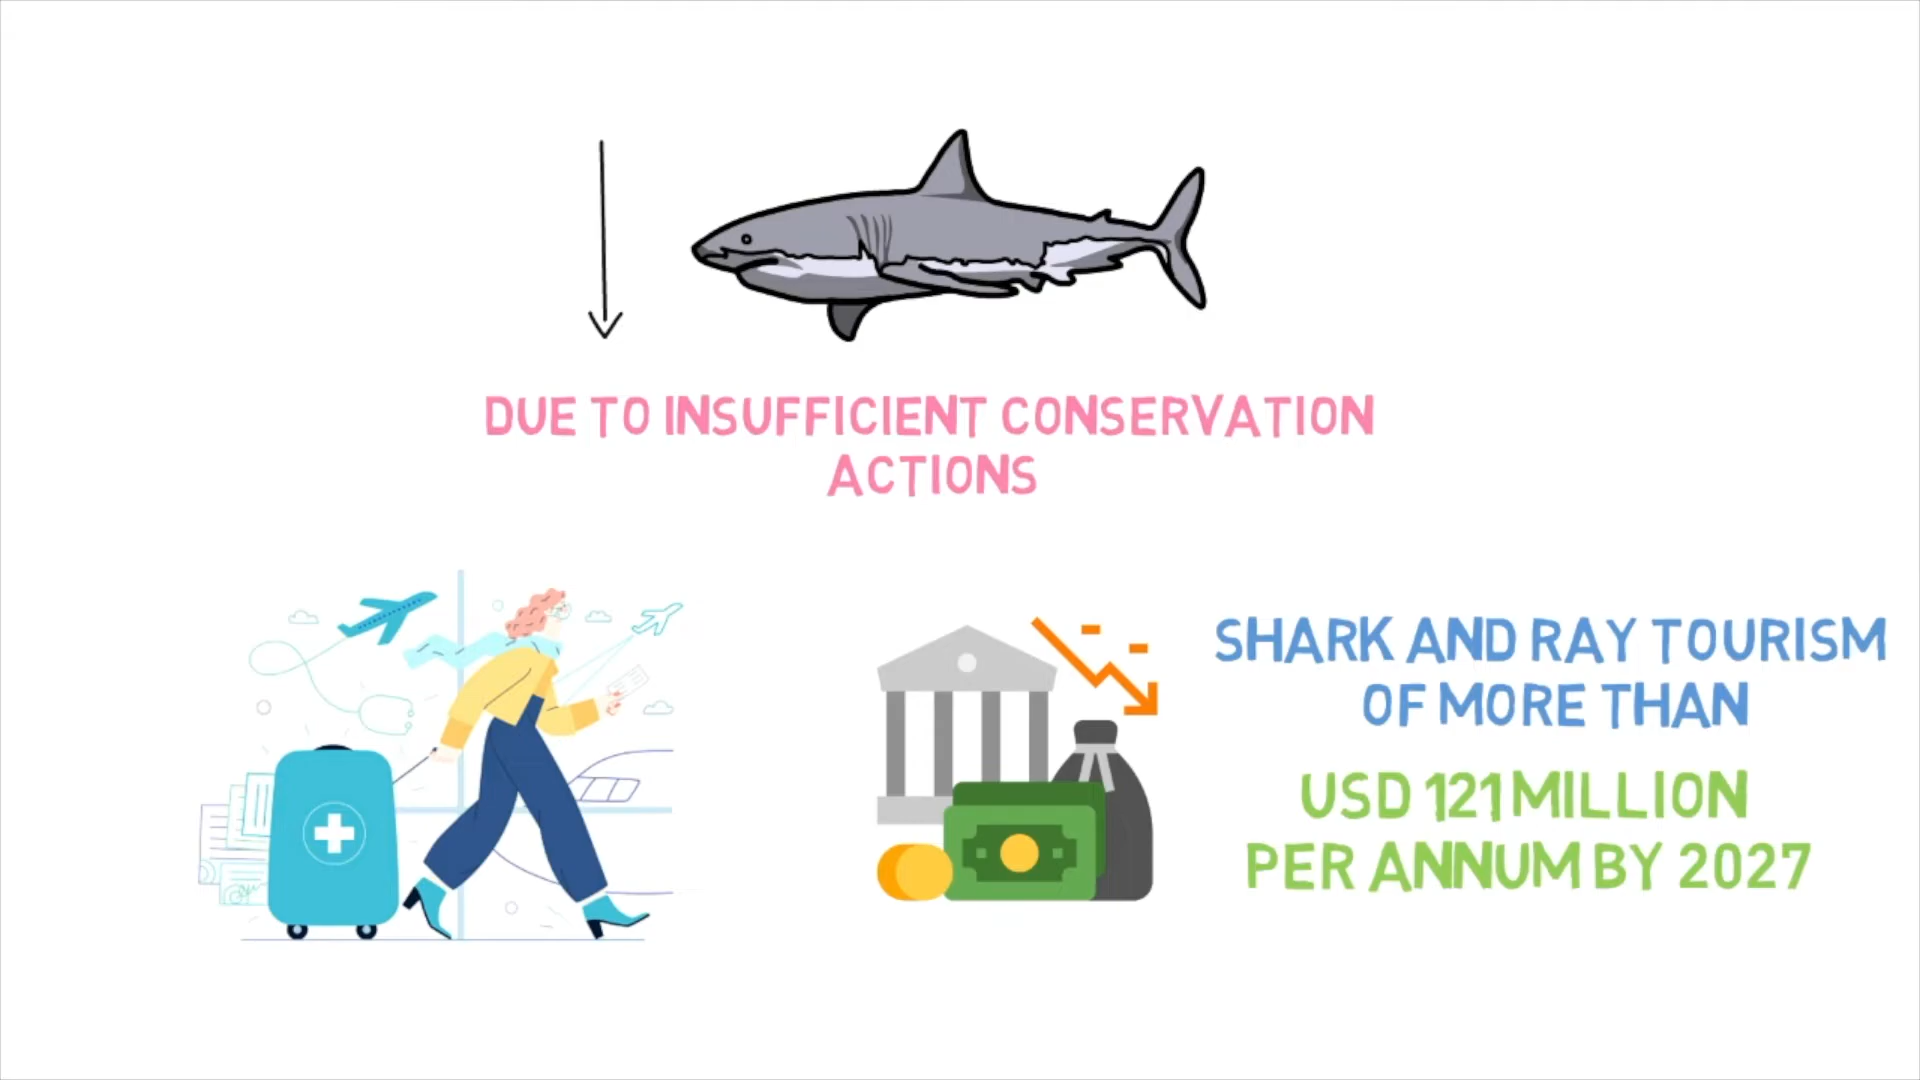 DUE TO INSUFFICIENT CONSERVATION
ACTIONS
SHARK AND RAY TOURISM
OF MORE THAN
USD 121 MILLION
PER ANNUM BY 2027